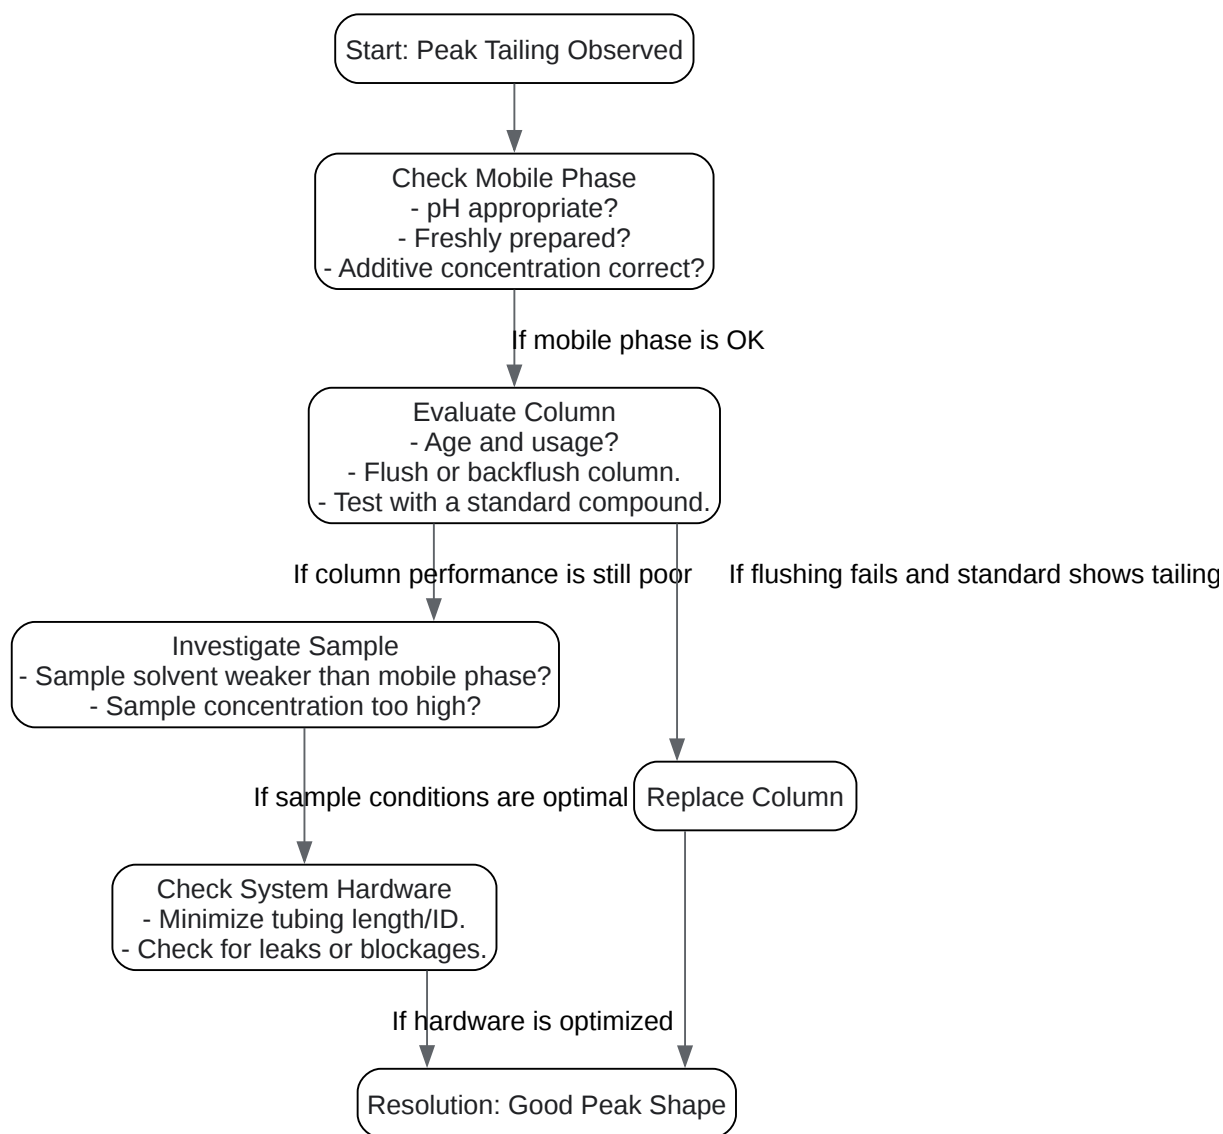 Start: Peak Tailing Observed
Check Mobile Phase
- pH appropriate?
- Freshly prepared?
- Additive concentration correct?
If mobile phase is OK
Evaluate Column
- Age and usage?
- Flush or backflush column.
- Test with a standard compound.
If column performance is still poor
If flushing fails and standard shows tailing
Investigate Sample
- Sample solvent weaker than mobile phase?
- Sample concentration too high?
If sample conditions are optimal
Replace Column
Check System Hardware
- Minimize tubing length/ID.
- Check for leaks or blockages.
If hardware is optimized
Resolution: Good Peak Shape